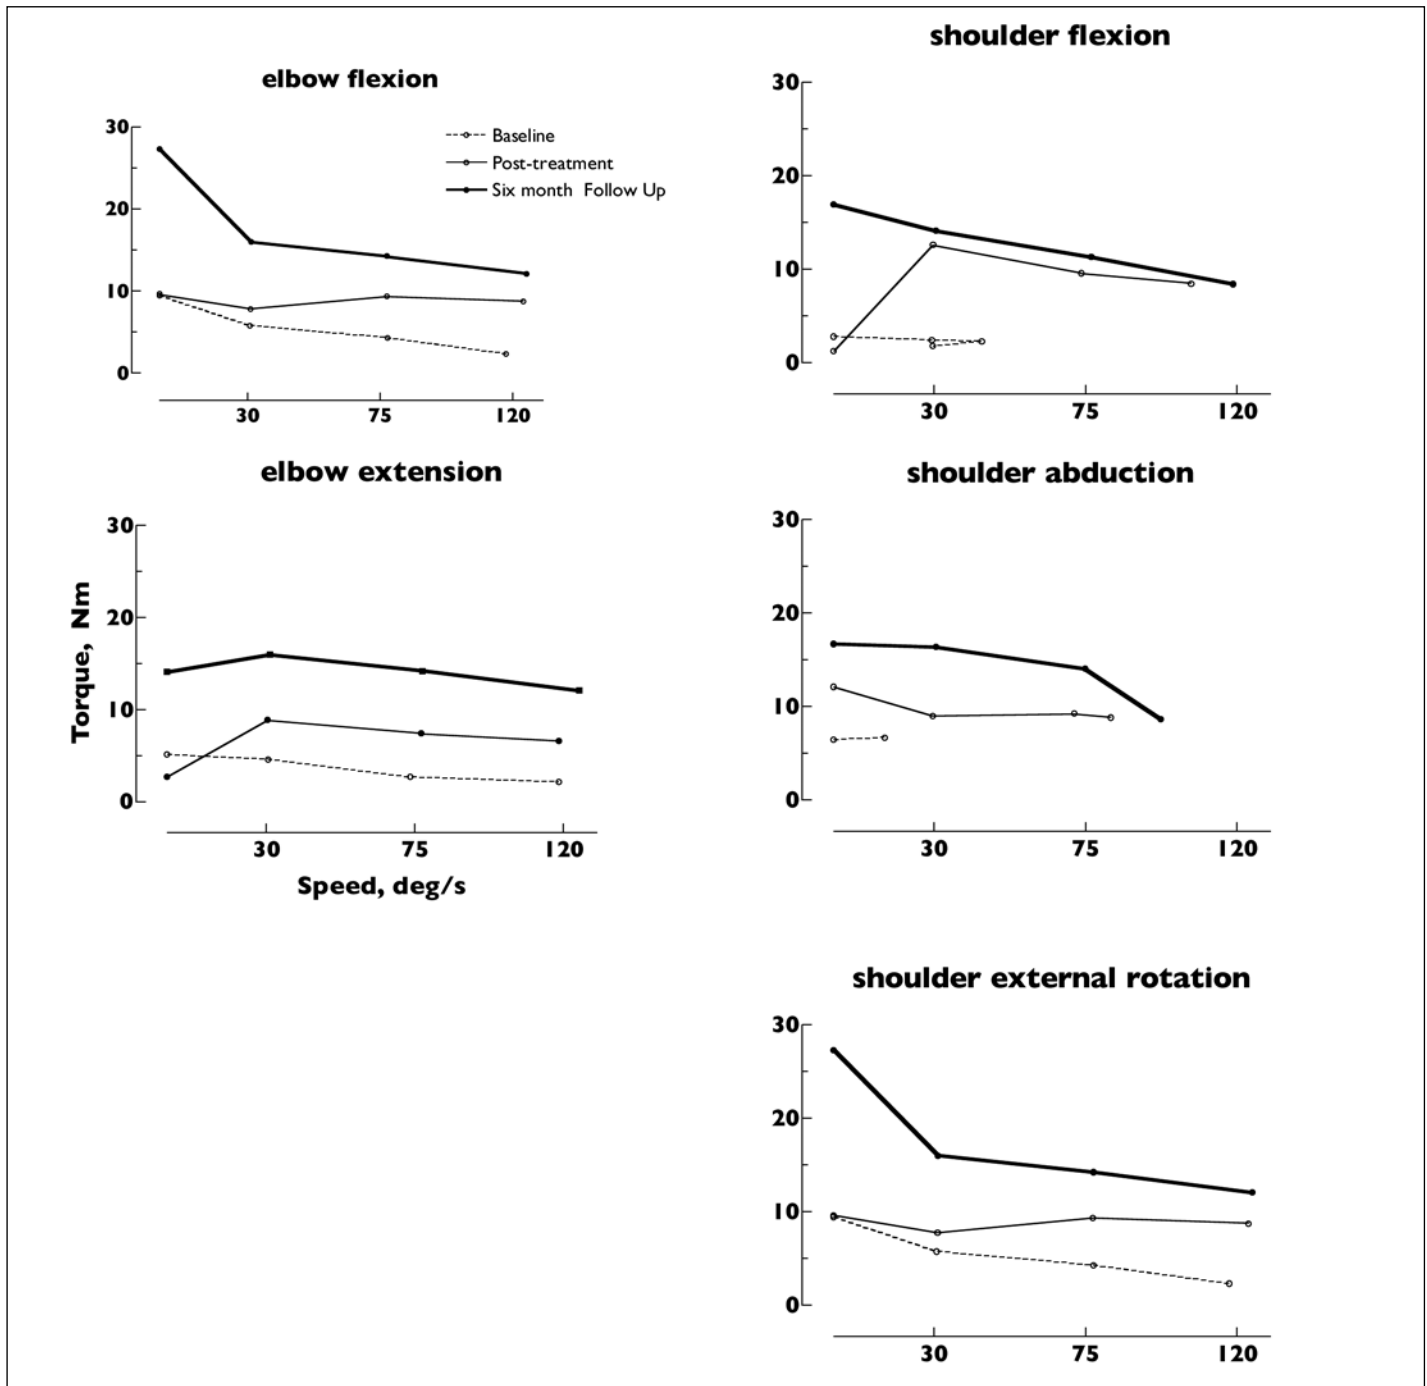 elbow flexion
30
20
10
0
30 75 120
Baseline
Post-treatment
Six month Follow Up
shoulder flexion
30
20
10
0
30 75 120
elbow extension
Torque, Nm
30
20
10
0
30 75 120
Speed, deg/s
shoulder abduction
30
20
10
0
30 75 120
shoulder external rotation
30
20
10
0
30 75 120